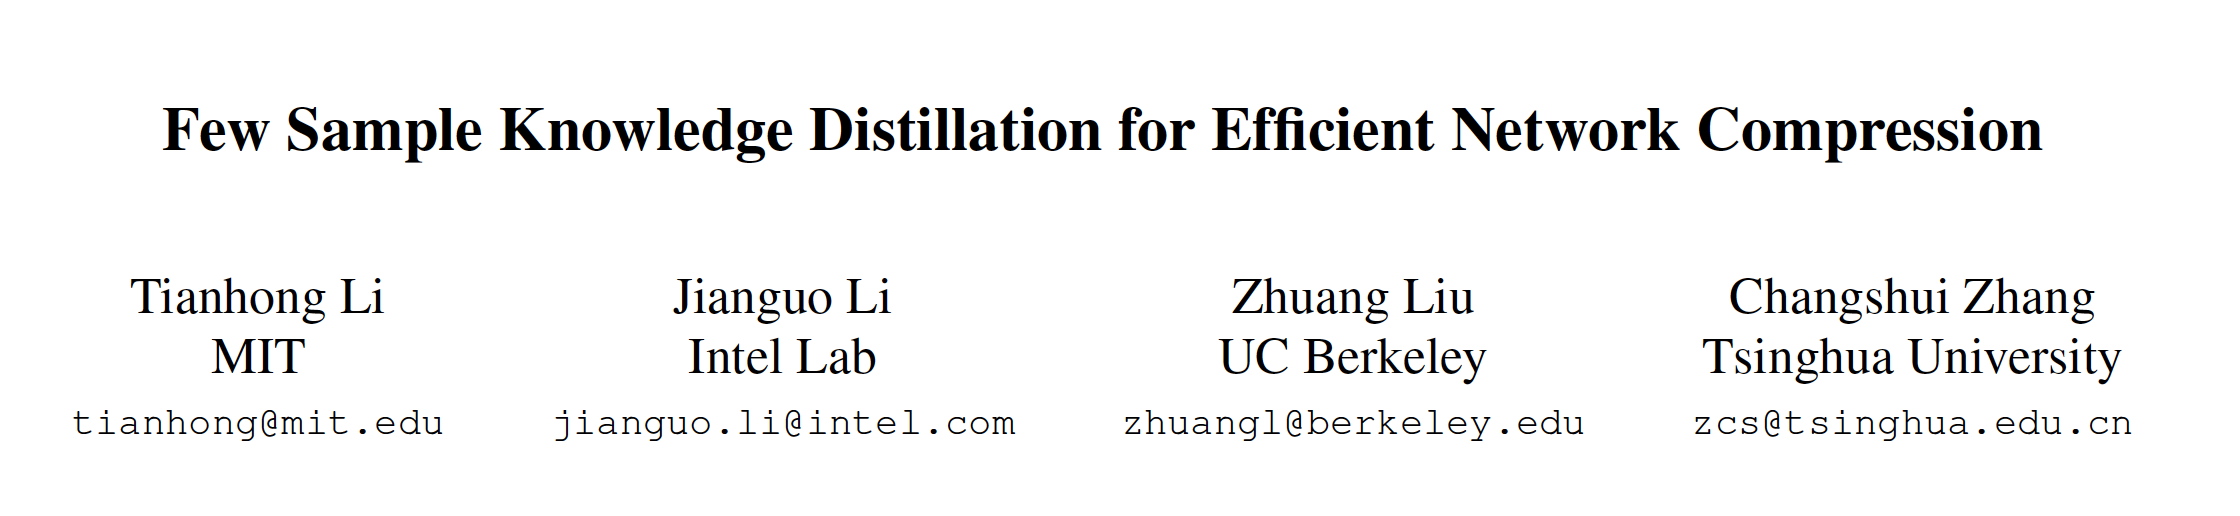 Few Sample Knowledge Distillation for Efficient Network Compression
Tianhong Li
MIT
tianhong@mit.edu
Jianguo Li
Intel Lab
jianguo.li@intel.com
Zhuang Liu
UC Berkeley
zhuangl@berkeley.edu
Changshui Zhang
Tsinghua University
zcs@tsinghua.edu.cn